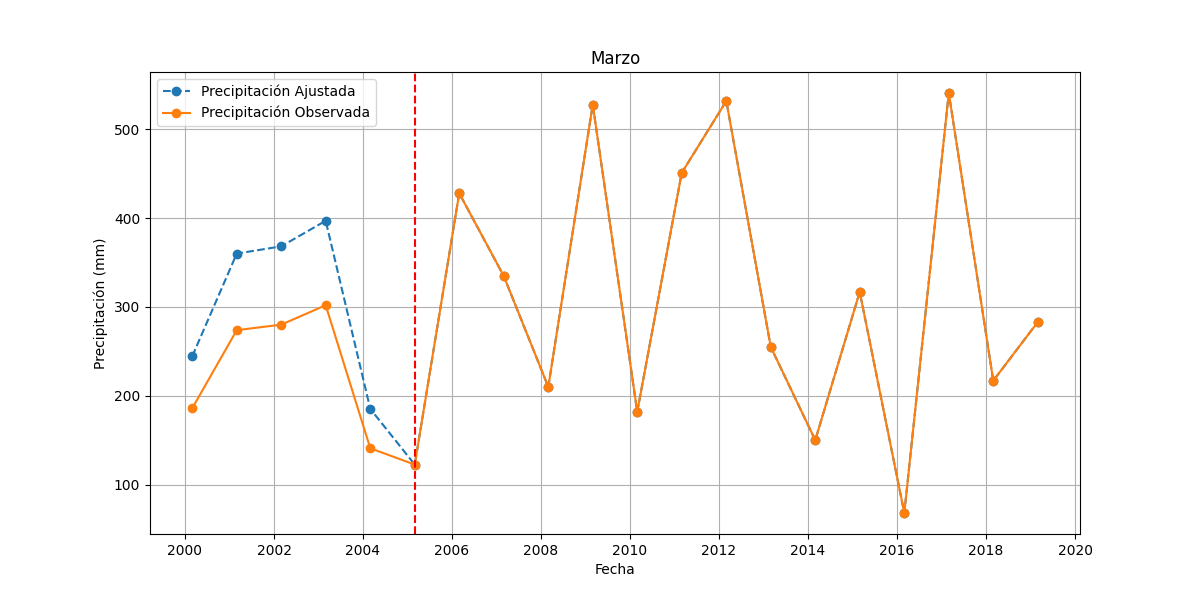 Marzo
Precipitación Ajustada
Precipitación Observada
Precipitación (mm)
500
400
300
200
100
2000 2002 2004 2006 2008 2010 2012 2014 2016 2018 2020
Fecha